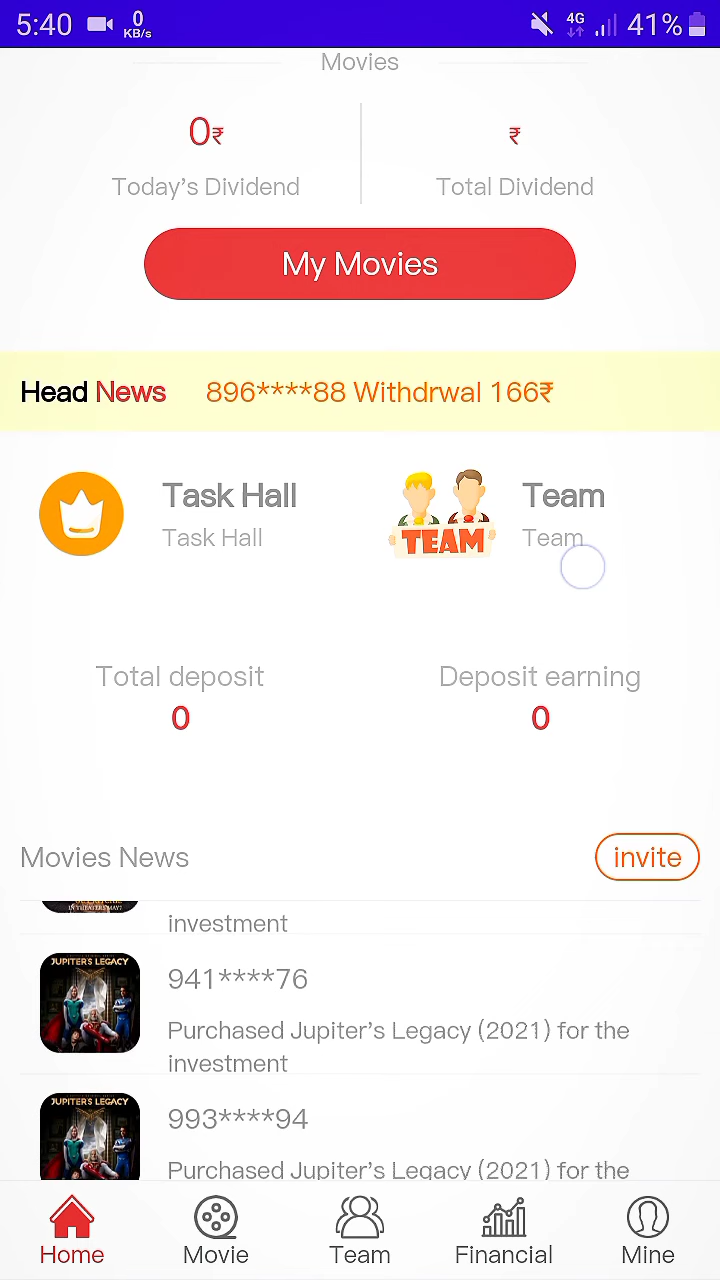 5:40 0 KB/s 4G 41%
Movies
0₹ ₹
Today's Dividend Total Dividend
My Movies
Head News 896****88 Withdrwal 166₹
Task Hall
Task Hall
TEAM
Team
Team
Total deposit Deposit earning
0 0
Movies News invite
investment
JUPITER'S LEGACY
941****76
Purchased Jupiter's Legacy (2021) for the
investment
JUPITER'S LEGACY
993****94
Purchased Jupiter's Legacy (2021) for the
Home Movie Team Financial Mine